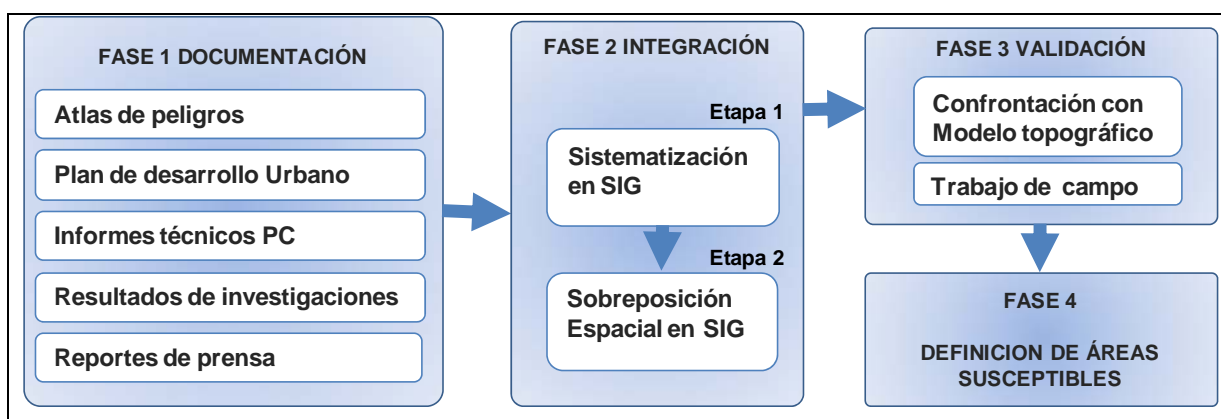 FASE 1 DOCUMENTACIÓN
Atlas de peligros
Plan de desarrollo Urbano
Informes técnicos PC
Resultados de investigaciones
Reportes de prensa
FASE 2 INTEGRACIÓN
Etapa 1
Sistematización
en SIG
Etapa 2
Sobreposición
Espacial en SIG
FASE 3 VALIDACIÓN
Confrontación con
Modelo topográfico
Trabajo de campo
FASE 4
DEFINICION DE ÁREAS
SUSCEPTIBLES